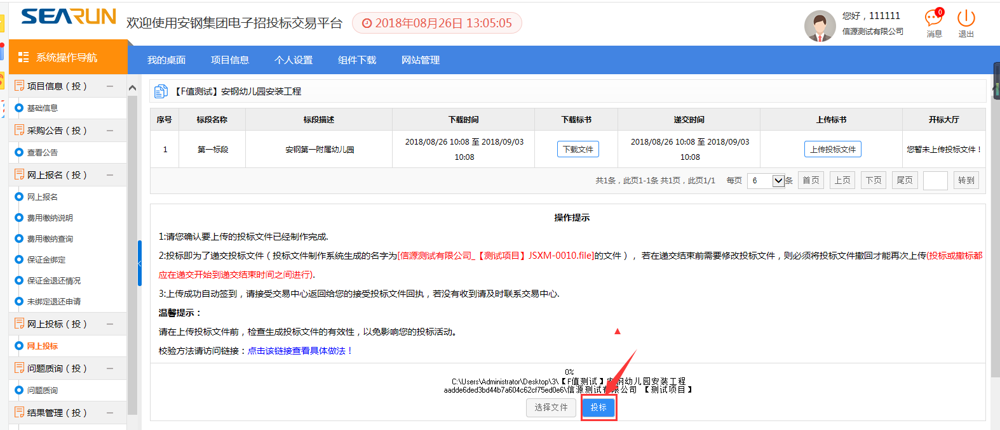 SEARUN
欢迎使用安钢集团电子招投标交易平台
2018年08月26日 13:05:05
您好，111111
信源测试有限公司
0
消息
退出
系统操作导航
我的桌面
项目信息
个人设置
组件下载
网站管理
项目信息（投）
基础信息
采购公告（投）
查看公告
网上报名（投）
网上报名
费用缴纳说明
费用缴纳查询
保证金绑定
保证金退还情况
未绑定退还申请
网上投标（投）
网上投标
问题质询（投）
问题质询
结果管理（投）
【F值测试】安钢幼儿园安装工程
序号 标段名称 标段描述 下载时间 下载标书 递交时间 上传标书 开标大厅
1 第一标段 安钢第一附属幼儿园 2018/08/26 10:08 至 2018/09/03 10:08 下载文件 2018/08/26 10:08 至 2018/09/03 10:08 上传投标文件 您暂未上传投标文件！
共1条，此页1-1条 共1页，此页1/1 每页 6 条 首页 上页 下页 尾页 转到
操作提示
1:请您确认要上传的投标文件已经制作完成.
2:投标即为了递交投标文件（投标文件制作系统生成的名字为[信源测试有限公司_【测试项目】JSXM-0010.file]的文件），若在递交结束前需要修改投标文件，则必须将投标文件撤回才能再次上传(投标或撤标都
应在递交开始到递交结束时间之间进行).
3:上传成功自动签到，请接受交易中心返回给您的接受投标文件回执，若没有收到请及时联系交易中心.
温馨提示：
请在上传投标文件前，检查生成投标文件的有效性，以免影响您的投标活动。
校验方法请访问链接：点击该链接查看具体做法！
0%
C:\Users\Administrator\Desktop\3\【F值测试】安钢幼儿园安装工程
aadde6ded3bd44b7a604c62cf75ed0e6\信源测试有限公司 【测试项目】
选择文件
投标